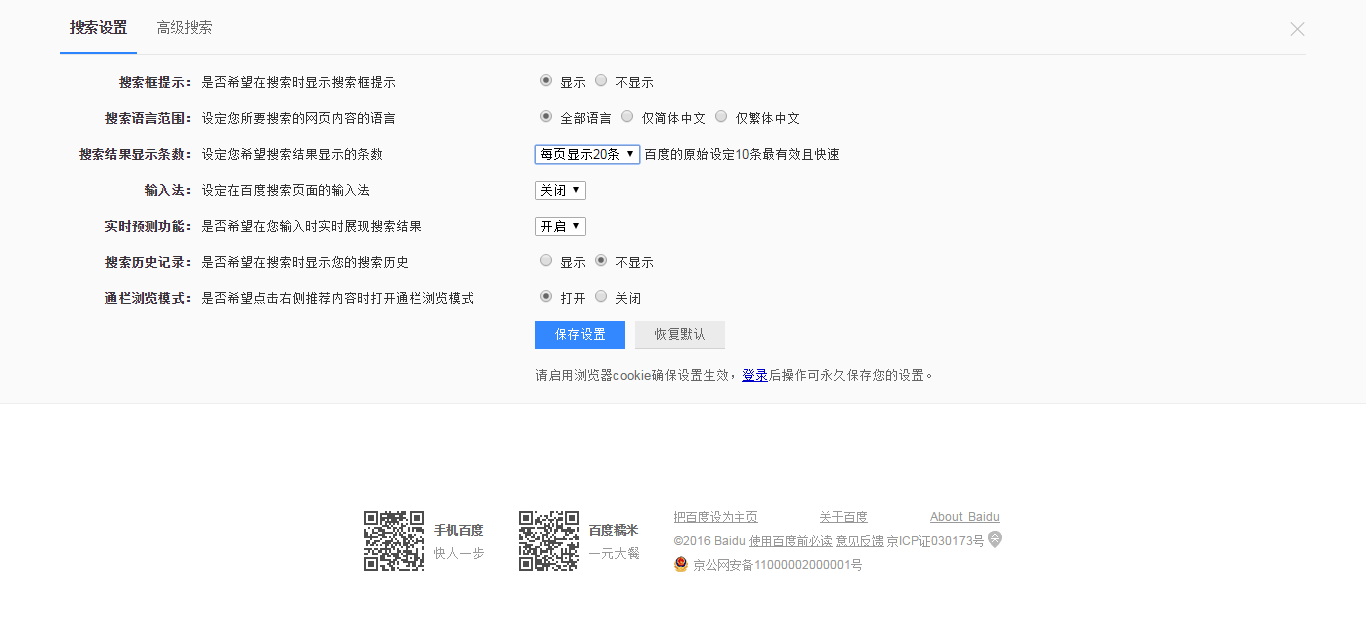 搜索设置 高级搜索
搜索框提示： 是否希望在搜索时显示搜索框提示 显示 不显示
搜索语言范围： 设定您所要搜索的网页内容的语言 全部语言 仅简体中文 仅繁体中文
搜索结果显示条数： 设定您希望搜索结果显示的条数 每页显示20条 百度的原始设定10条最有效且快速
输入法： 设定在百度搜索页面的输入法 关闭
实时预测功能： 是否希望在您输入时实时展现搜索结果 开启
搜索历史记录： 是否希望在搜索时显示您的搜索历史 显示 不显示
通栏浏览模式： 是否希望点击右侧推荐内容时打开通栏浏览模式 打开 关闭
保存设置 恢复默认
请启用浏览器cookie确保设置生效，登录后操作可永久保存您的设置。
手机百度
快人一步
百度糯米
一元大餐
把百度设为主页 关于百度 About Baidu
©2016 Baidu 使用百度前必读 意见反馈 京ICP证030173号
京公网安备11000002000001号